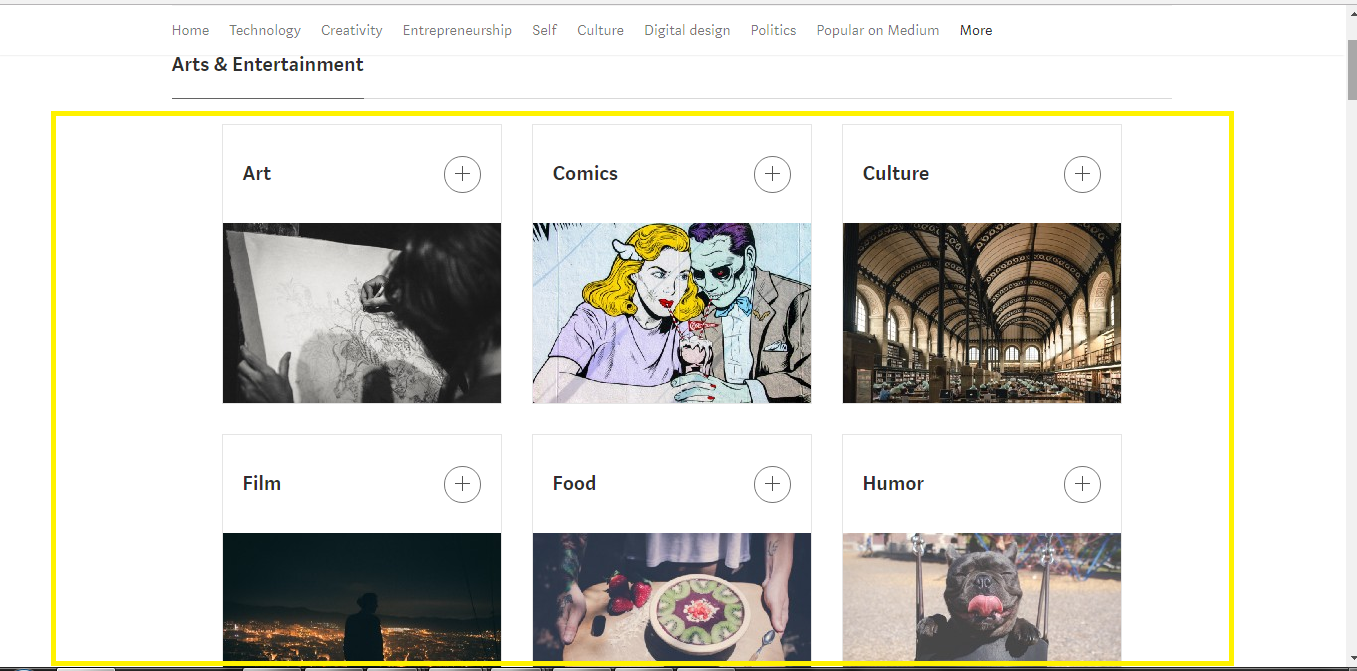 Home Technology Creativity Entrepreneurship Self Culture Digital design Politics Popular on Medium More
Arts & Entertainment
Art Comics Culture
Film Food Humor